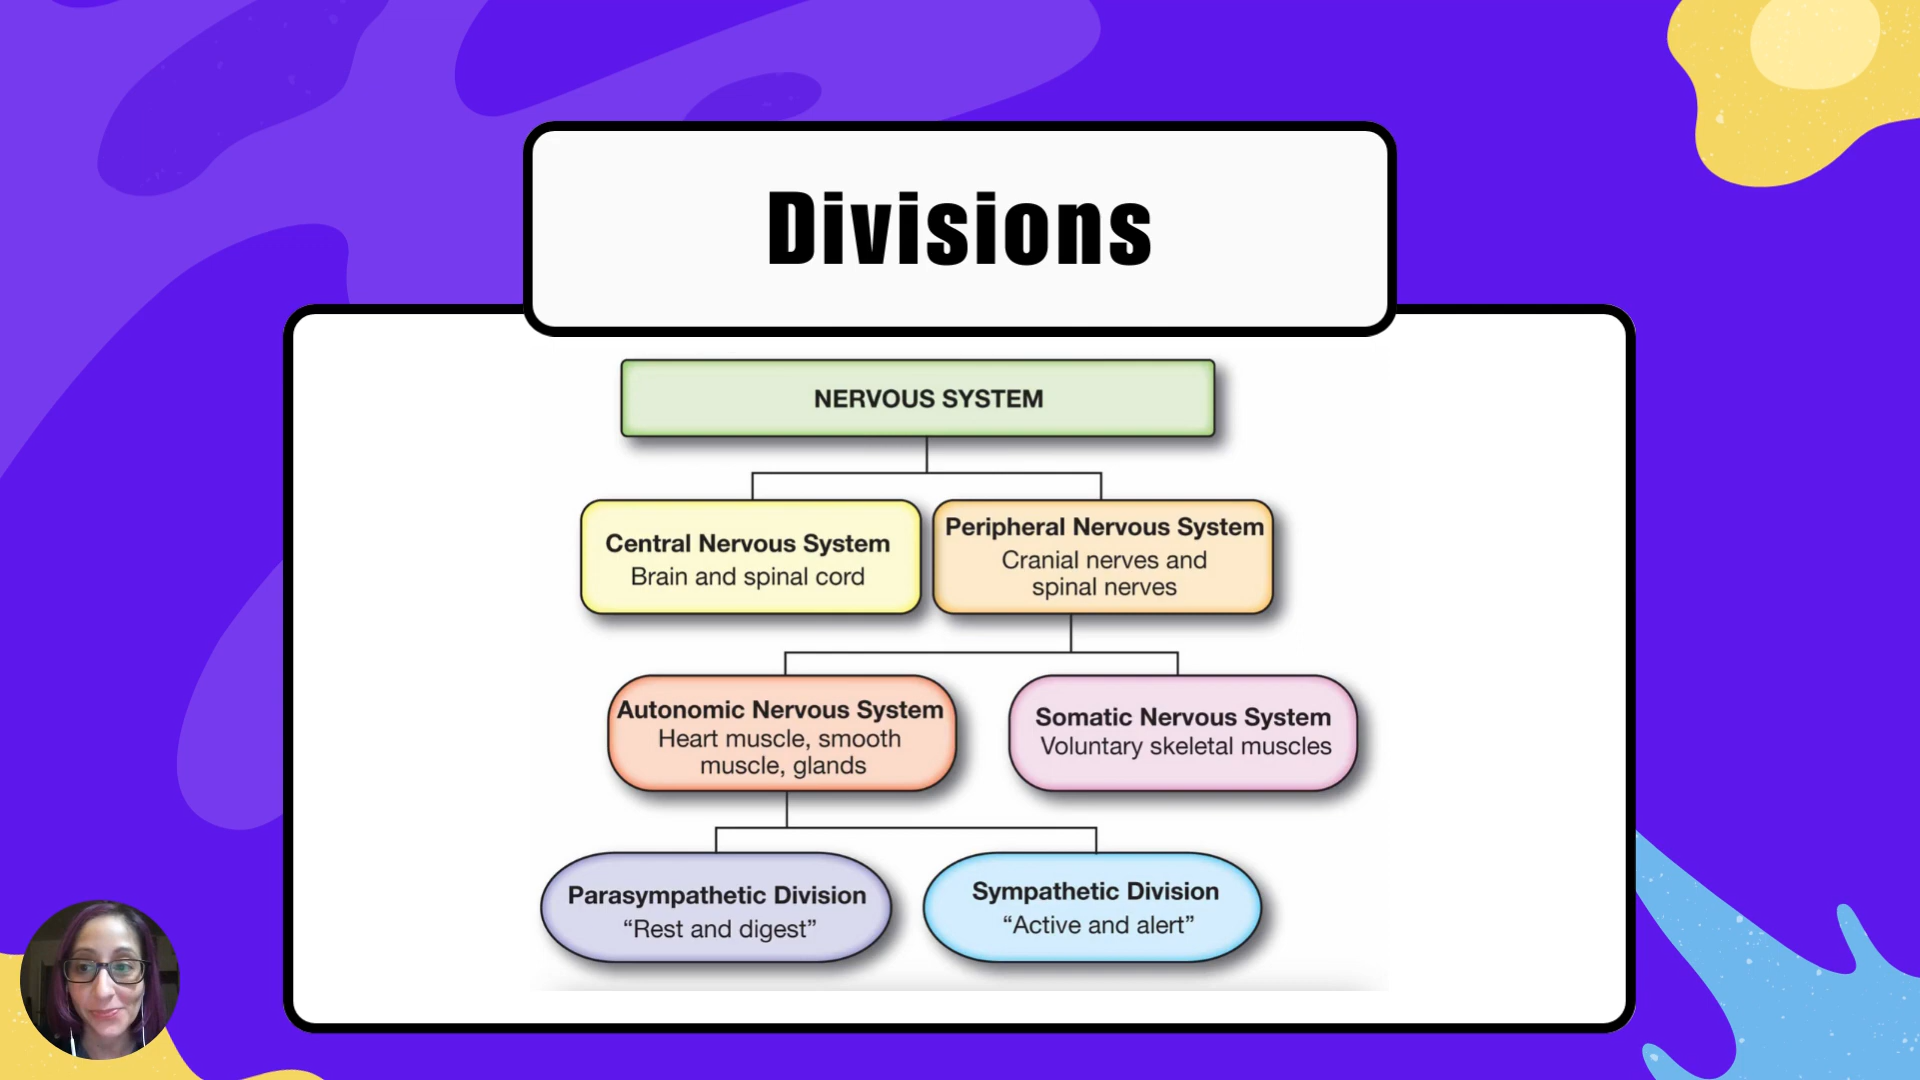 Divisions
NERVOUS SYSTEM
Central Nervous System
Brain and spinal cord
Peripheral Nervous System
Cranial nerves and
spinal nerves
Autonomic Nervous System
Heart muscle, smooth
muscle, glands
Somatic Nervous System
Voluntary skeletal muscles
Parasympathetic Division
“Rest and digest”
Sympathetic Division
“Active and alert”